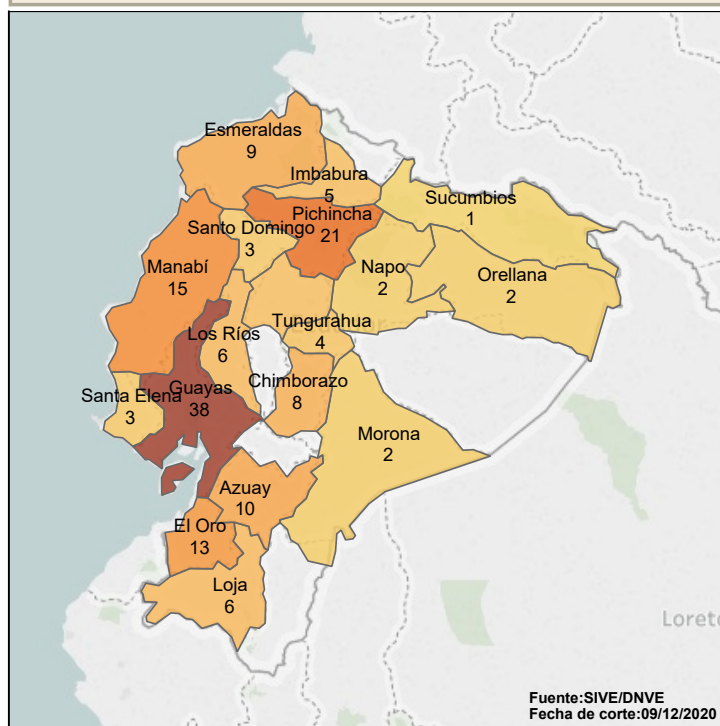 Esmeraldas
9
Imbabura
5
Sucumbios
1
Pichincha
21
Santo Domingo
3
Manabí
15
Napo
2
Orellana
2
Tungurahua
4
Los Ríos
6
Chimborazo
8
Guayas
38
Santa Elena
3
Morona
2
Azuay
10
El Oro
13
Loja
6
Loreto
Fuente:SIVE/DNVE
Fecha de corte:09/12/2020